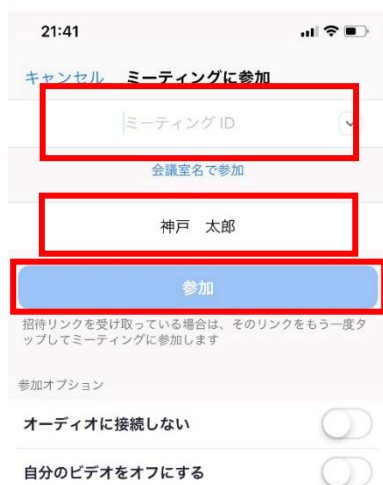 21:41
キャンセル ミーティングに参加
ミーティング ID
会議室名で参加
神戸 太郎
参加
招待リンクを受け取っている場合は、そのリンクをもう一度タ
ップしてミーティングに参加します
参加オプション
オーディオに接続しない
自分のビデオをオフにする